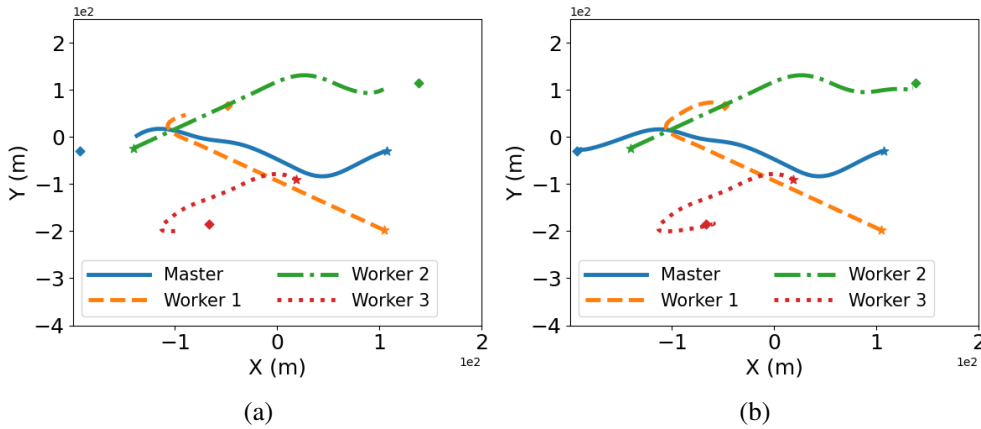 1e2
2
1
0
−1
−2
−3
−4
Y (m)
Master
Worker 1
Worker 2
Worker 3
−1
0
1
2
1e2
X (m)
(a)
1e2
2
1
0
−1
−2
−3
−4
Y (m)
Master
Worker 1
Worker 2
Worker 3
−1
0
1
2
1e2
X (m)
(b)